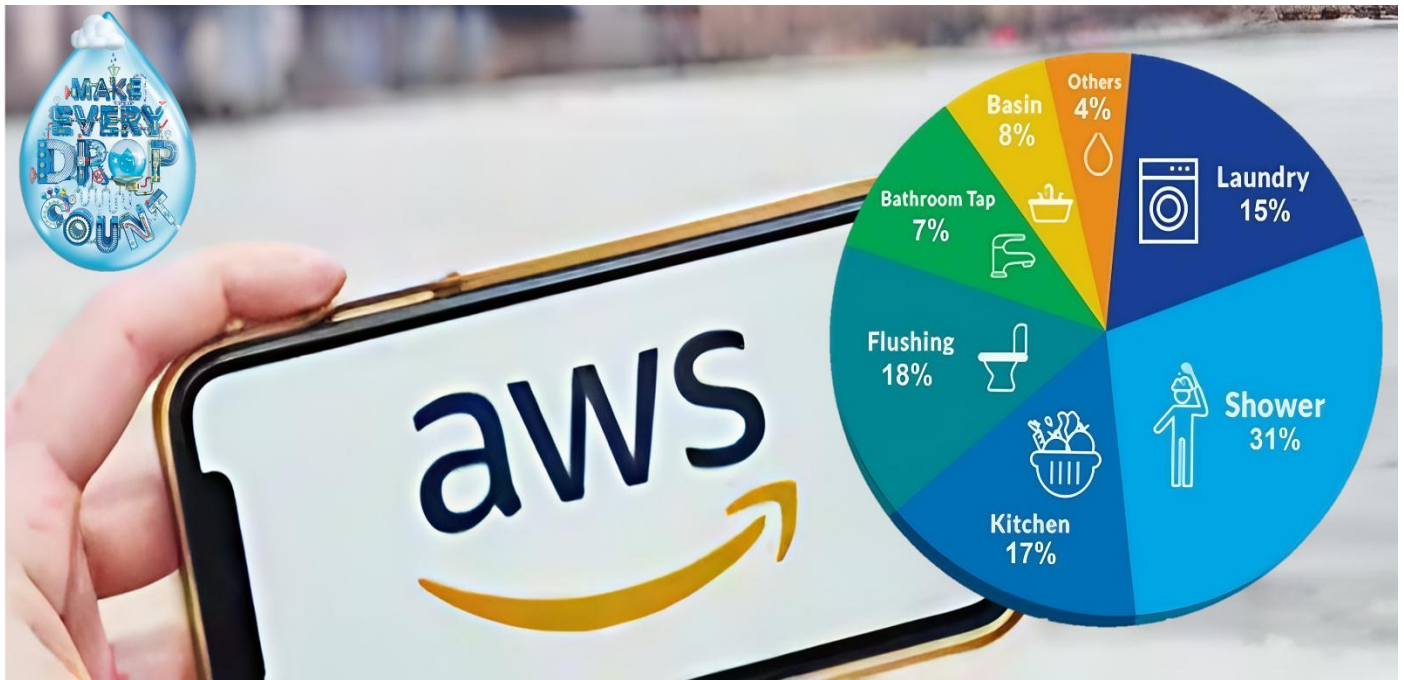 MAKE
EVERY
DROP
COUNT
aws
Others
4%
Basin
8%
Laundry
15%
Bathroom Tap
7%
Flushing
18%
Shower
31%
Kitchen
17%